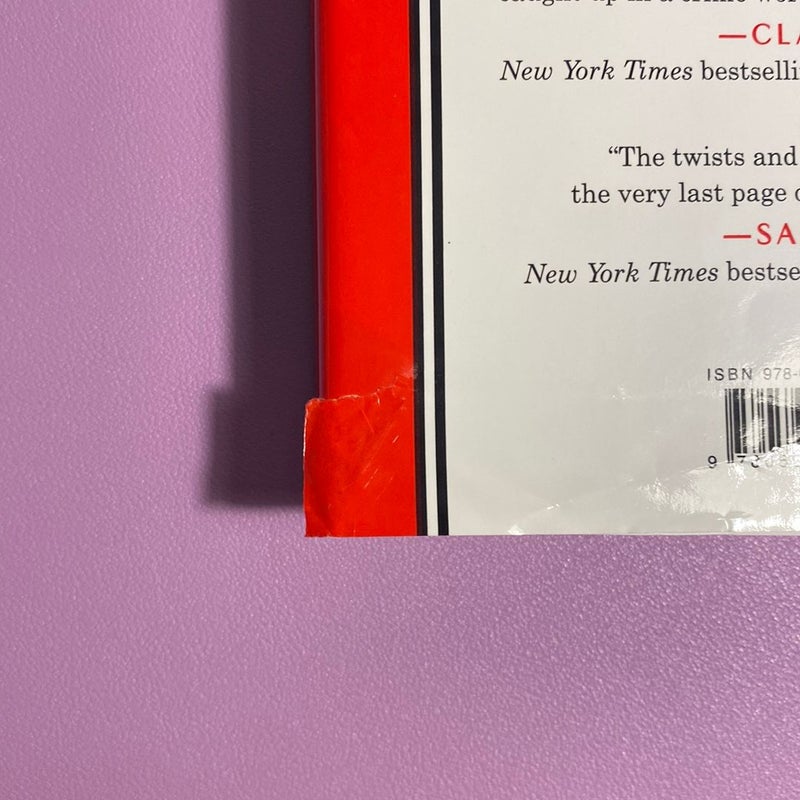 —CLA
New York Times bestselli
“The twists and
the very last page
—SA
New York Times bestse
ISBN 978-
9